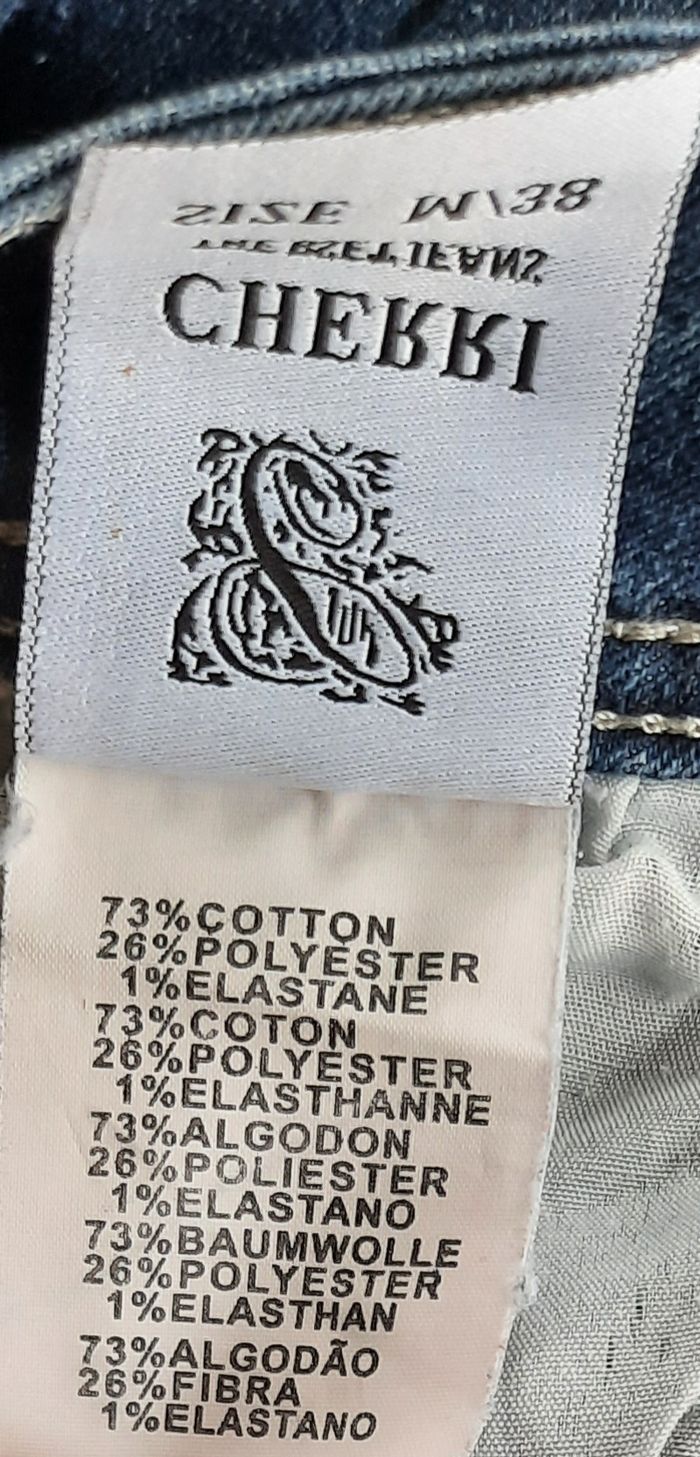 CHERRI
THE BSET JEANS
SIZE W/38
73%COTTON
26%POLYESTER
1%ELASTANE
73%COTON
26%POLYESTER
1%ELASTHANNE
73%ALGODON
26%POLIESTER
1%ELASTANO
73%BAUMWOLLE
26%POLYESTER
1%ELASTHAN
73%ALGODÃO
26%FIBRA
1%ELASTANO